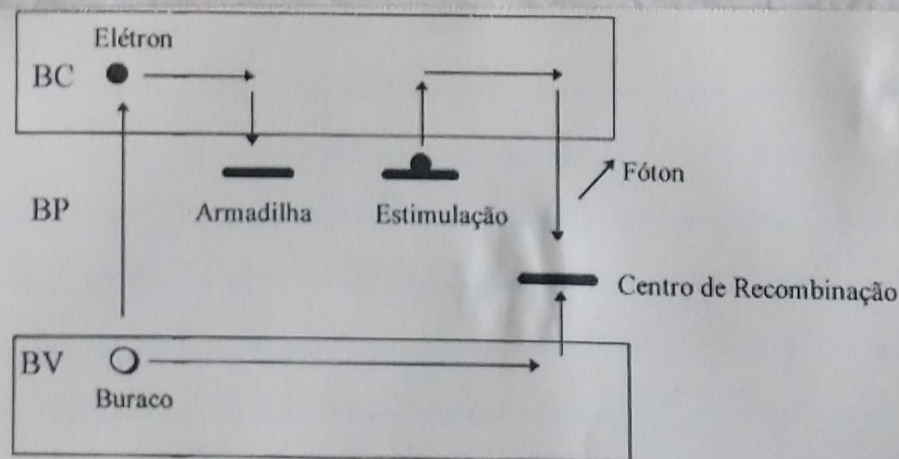 Elétron
BC
Fóton
BP
Armadilha
Estimulação
Centro de Recombinação
BV
Buraco